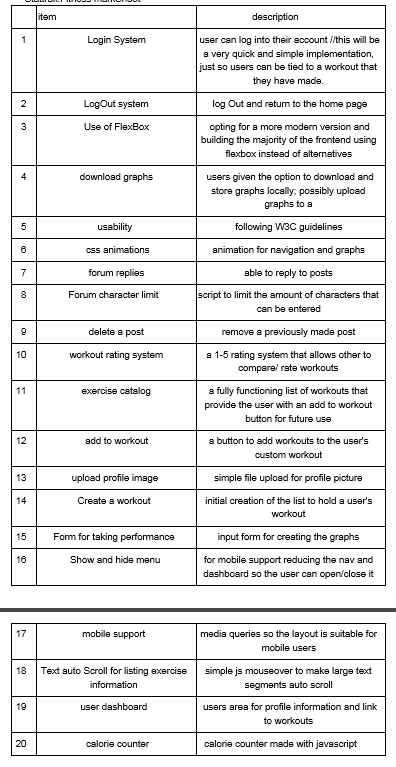 item description
1 Login System user can log into their account //this will be
a very quick and simple implementation,
just so users can be tied to a workout that
they have made.
2 LogOut system log Out and return to the home page
3 Use of FlexBox opting for a more modern version and
building the majority of the frontend using
flexbox instead of alternatives
4 download graphs users given the option to download and
store graphs locally; possibly upload
graphs to a
5 usability following W3C guidelines
6 css animations animation for navigation and graphs
7 forum replies able to reply to posts
8 Forum character limit script to limit the amount of characters that
can be entered
9 delete a post remove a previously made post
10 workout rating system a 1-5 rating system that allows other to
compare/ rate workouts
11 exercise catalog a fully functioning list of workouts that
provide the user with an add to workout
button for future use
12 add to workout a button to add workouts to the user's
custom workout
13 upload profile image simple file upload for profile picture
14 Create a workout initial creation of the list to hold a user's
workout
15 Form for taking performance input form for creating the graphs
16 Show and hide menu for mobile support reducing the nav and
dashboard so the user can open/close it
17 mobile support media queries so the layout is suitable for
mobile users
18 Text auto Scroll for listing exercise simple js mouseover to make large text
information segments auto scroll
19 user dashboard users area for profile information and link
to workouts
20 calorie counter calorie counter made with javascript